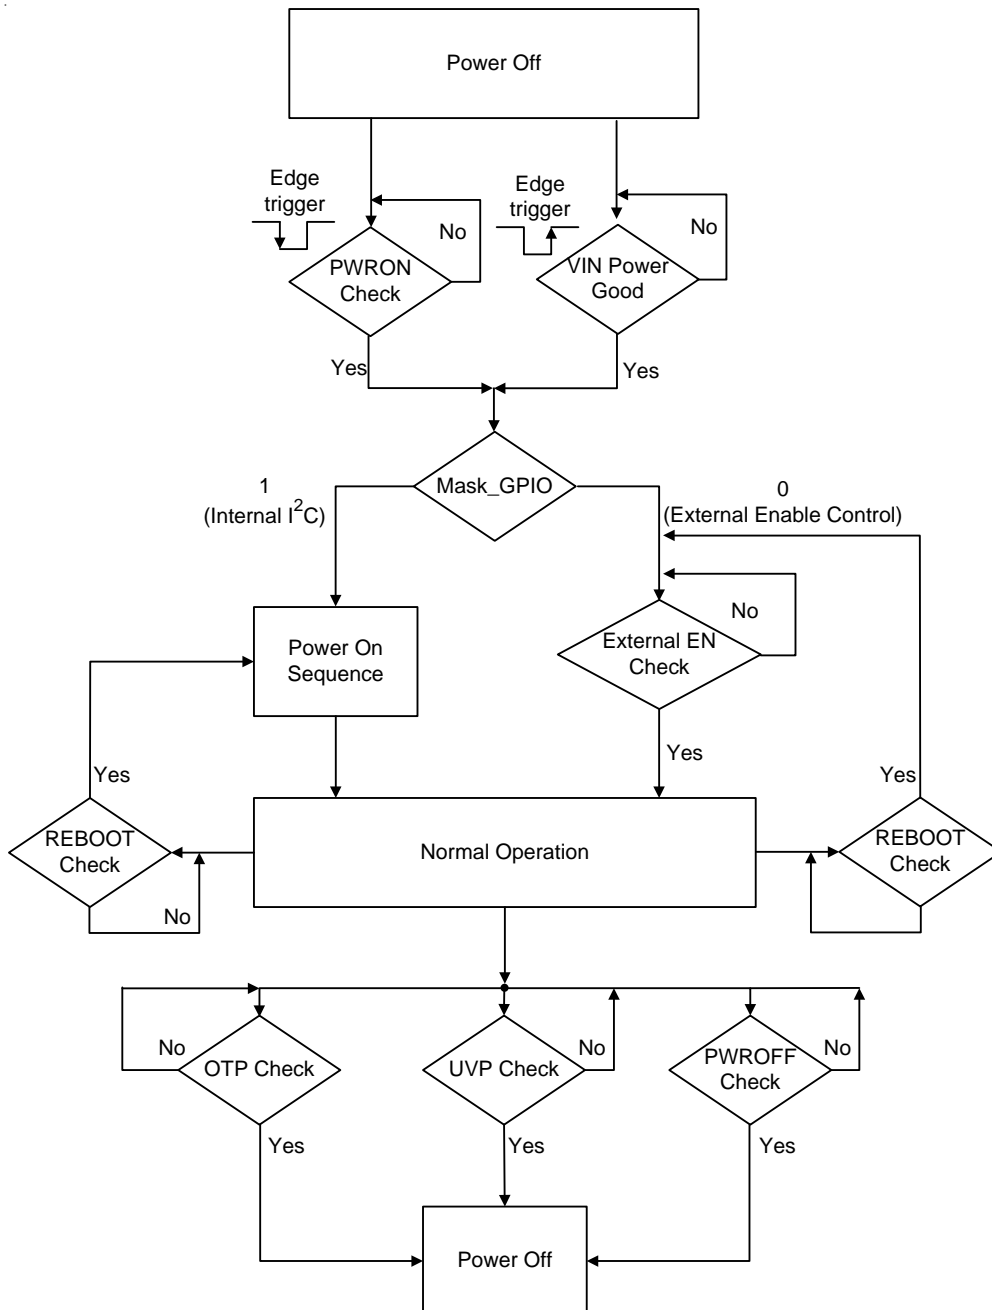 Power Off
Edge
trigger
No
PWRON
Check
Edge
trigger
No
VIN Power
Good
Yes
Yes
Mask_GPIO
1
(Internal I²C)
0
(External Enable Control)
Power On
Sequence
No
External EN
Check
Yes
Yes
Yes
REBOOT
Check
No
Normal Operation
REBOOT
Check
No
OTP Check
UVP Check
No
PWROFF
Check
No
Yes
Yes
Yes
Power Off